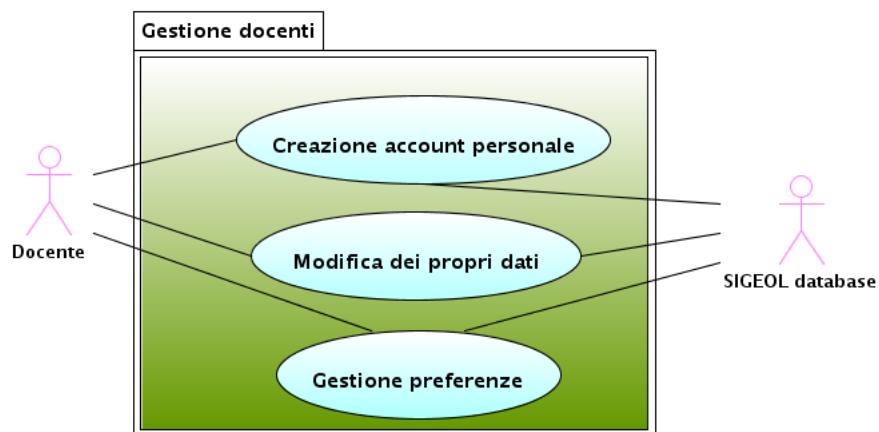 Gestione docenti
Creazione account personale
Docente
Modifica dei propri dati
SIGEOL database
Gestione preferenze